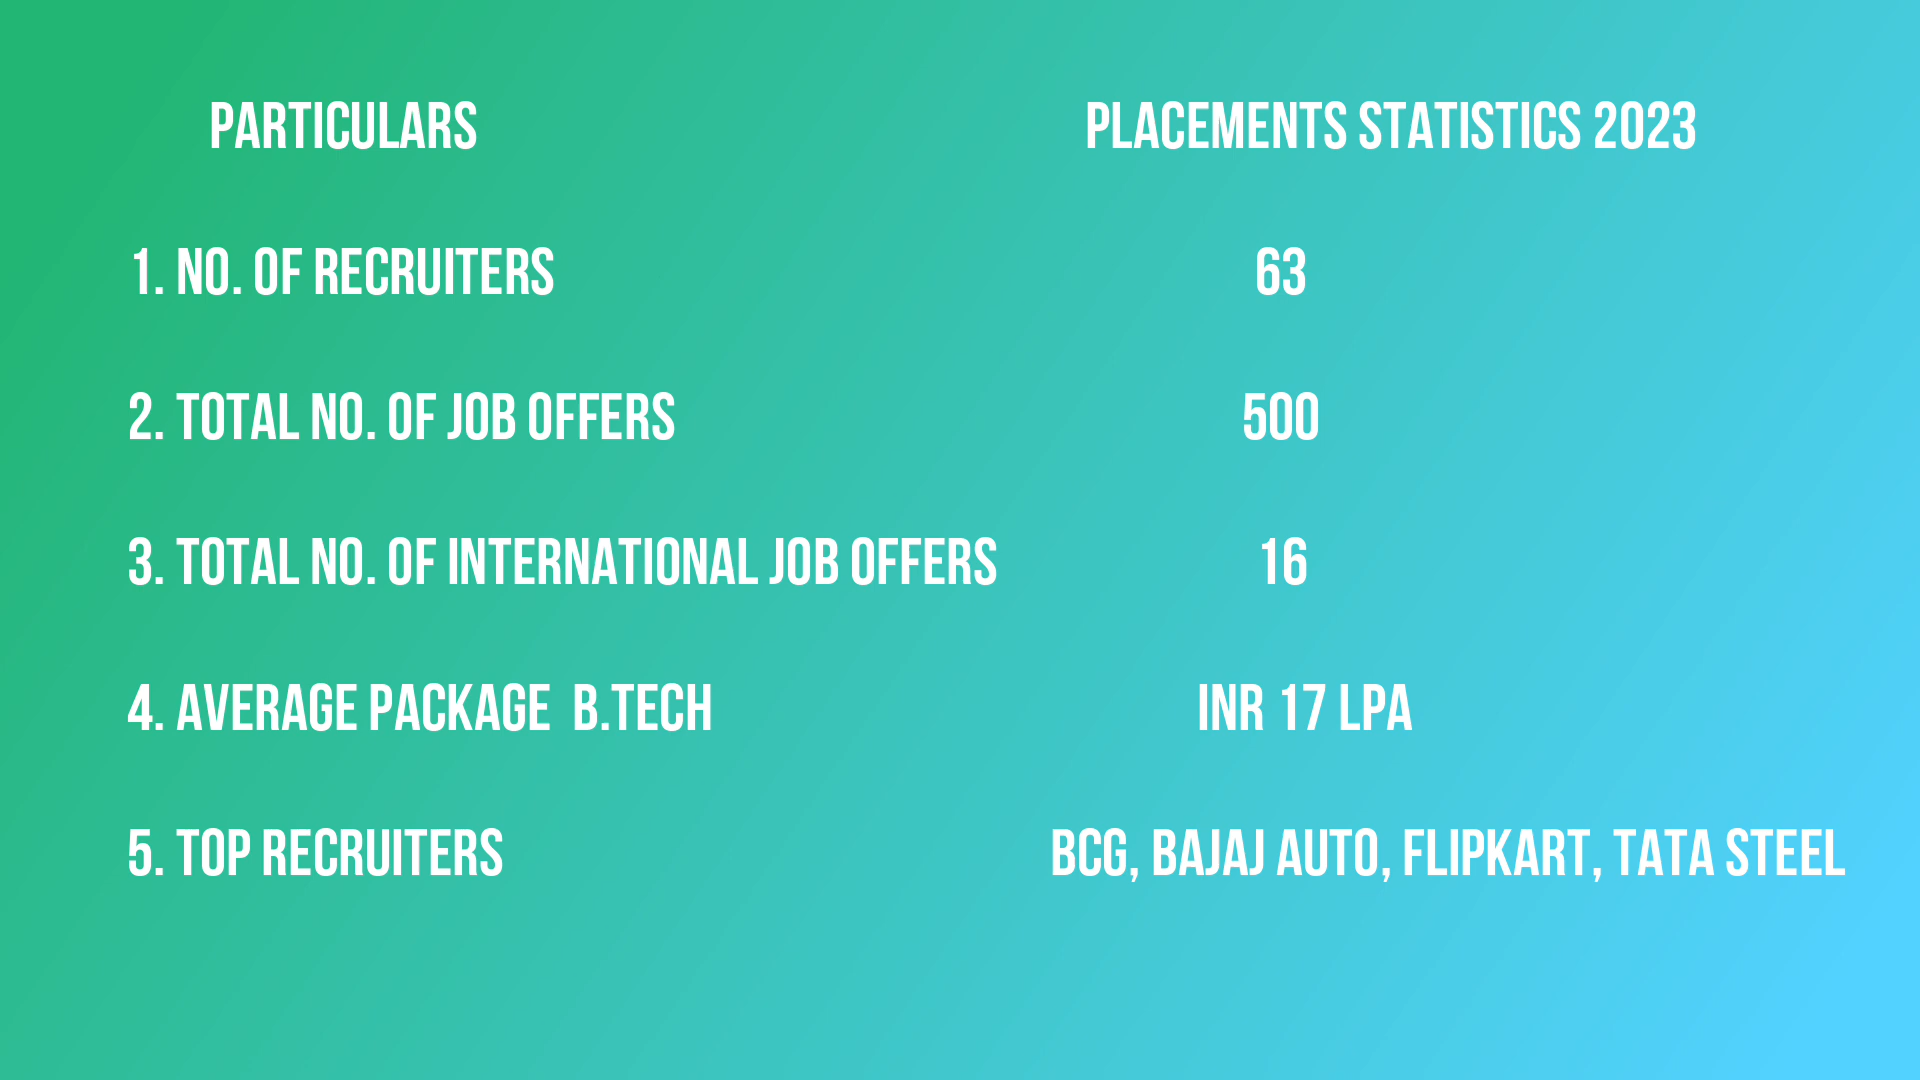 PARTICULARS PLACEMENTS STATISTICS 2023
1. NO. OF RECRUITERS 63
2. TOTAL NO. OF JOB OFFERS 500
3. TOTAL NO. OF INTERNATIONAL JOB OFFERS 16
4. AVERAGE PACKAGE B.TECH INR 17 LPA
5. TOP RECRUITERS BCG, BAJAJ AUTO, FLIPKART, TATA STEEL